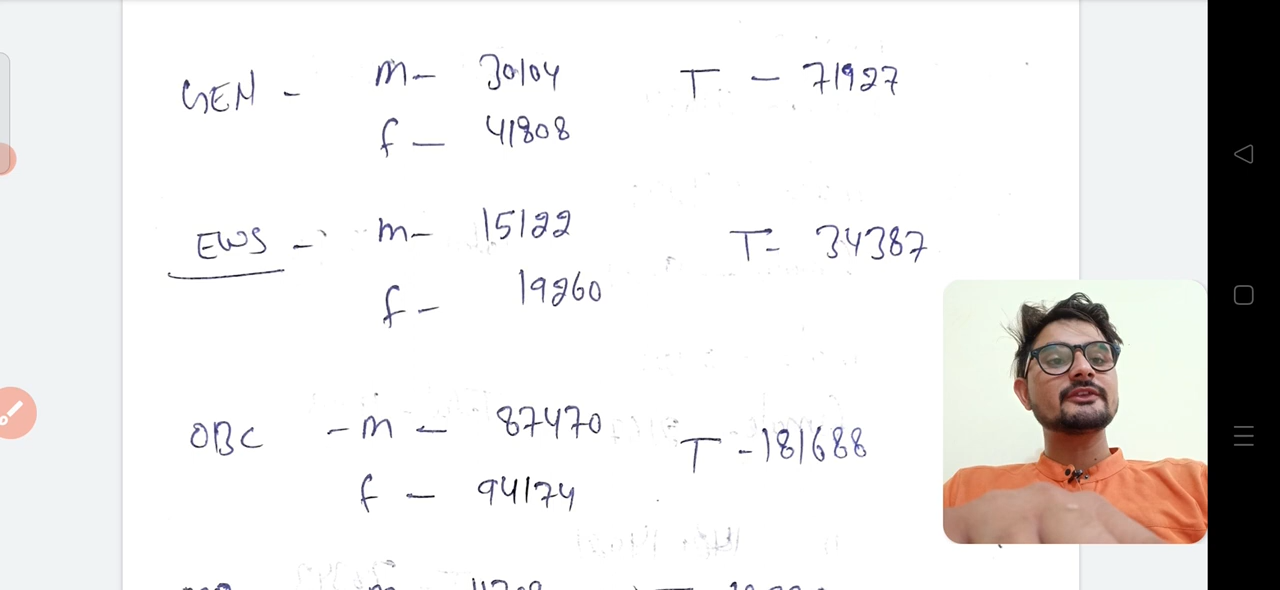 GEN - m- 30104 T - 71927
f - 41808
EWS - m- 15122 T- 34387
f - 19260
OBC - m - 87470 T - 181688
f - 94174